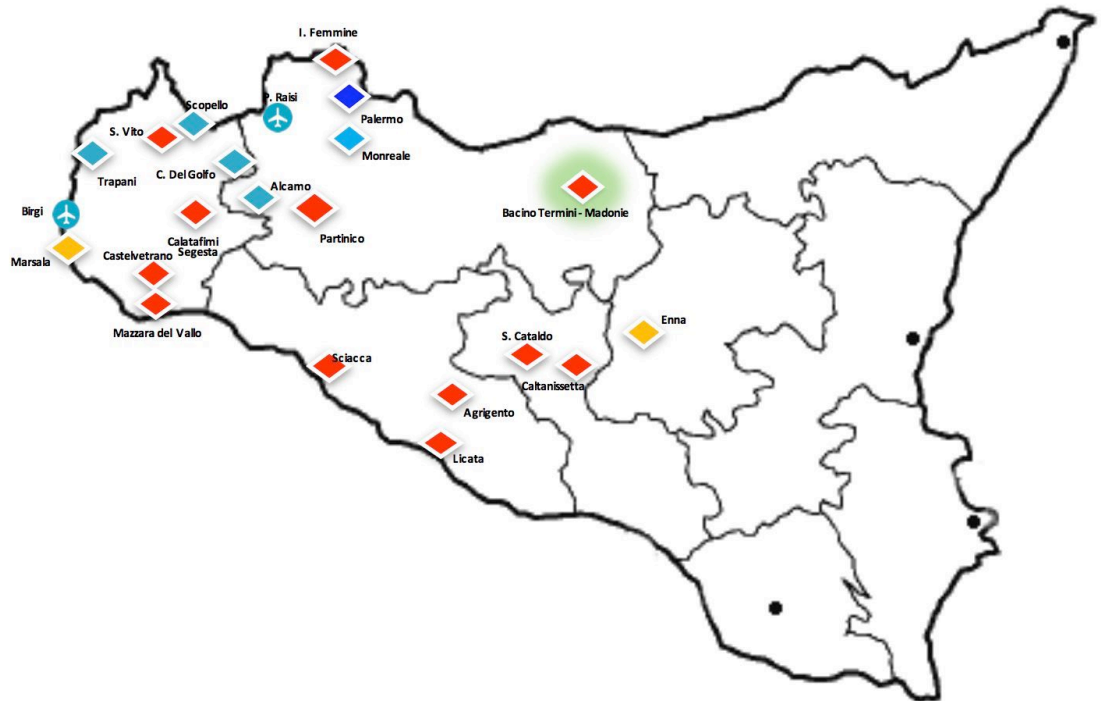 I. Femmine
P. Raisi
Scopello
Palermo
S. Vito
Monreale
C. Del Golfo
Trapani
Alcamo
Birgi
Bacino Termini - Madonie
Partinico
Calatafimi
Segesta
Castelvetrano
Marsala
Mazzara del Vallo
Enna
S. Cataldo
Sciacca
Caltanissetta
Agrigento
Licata